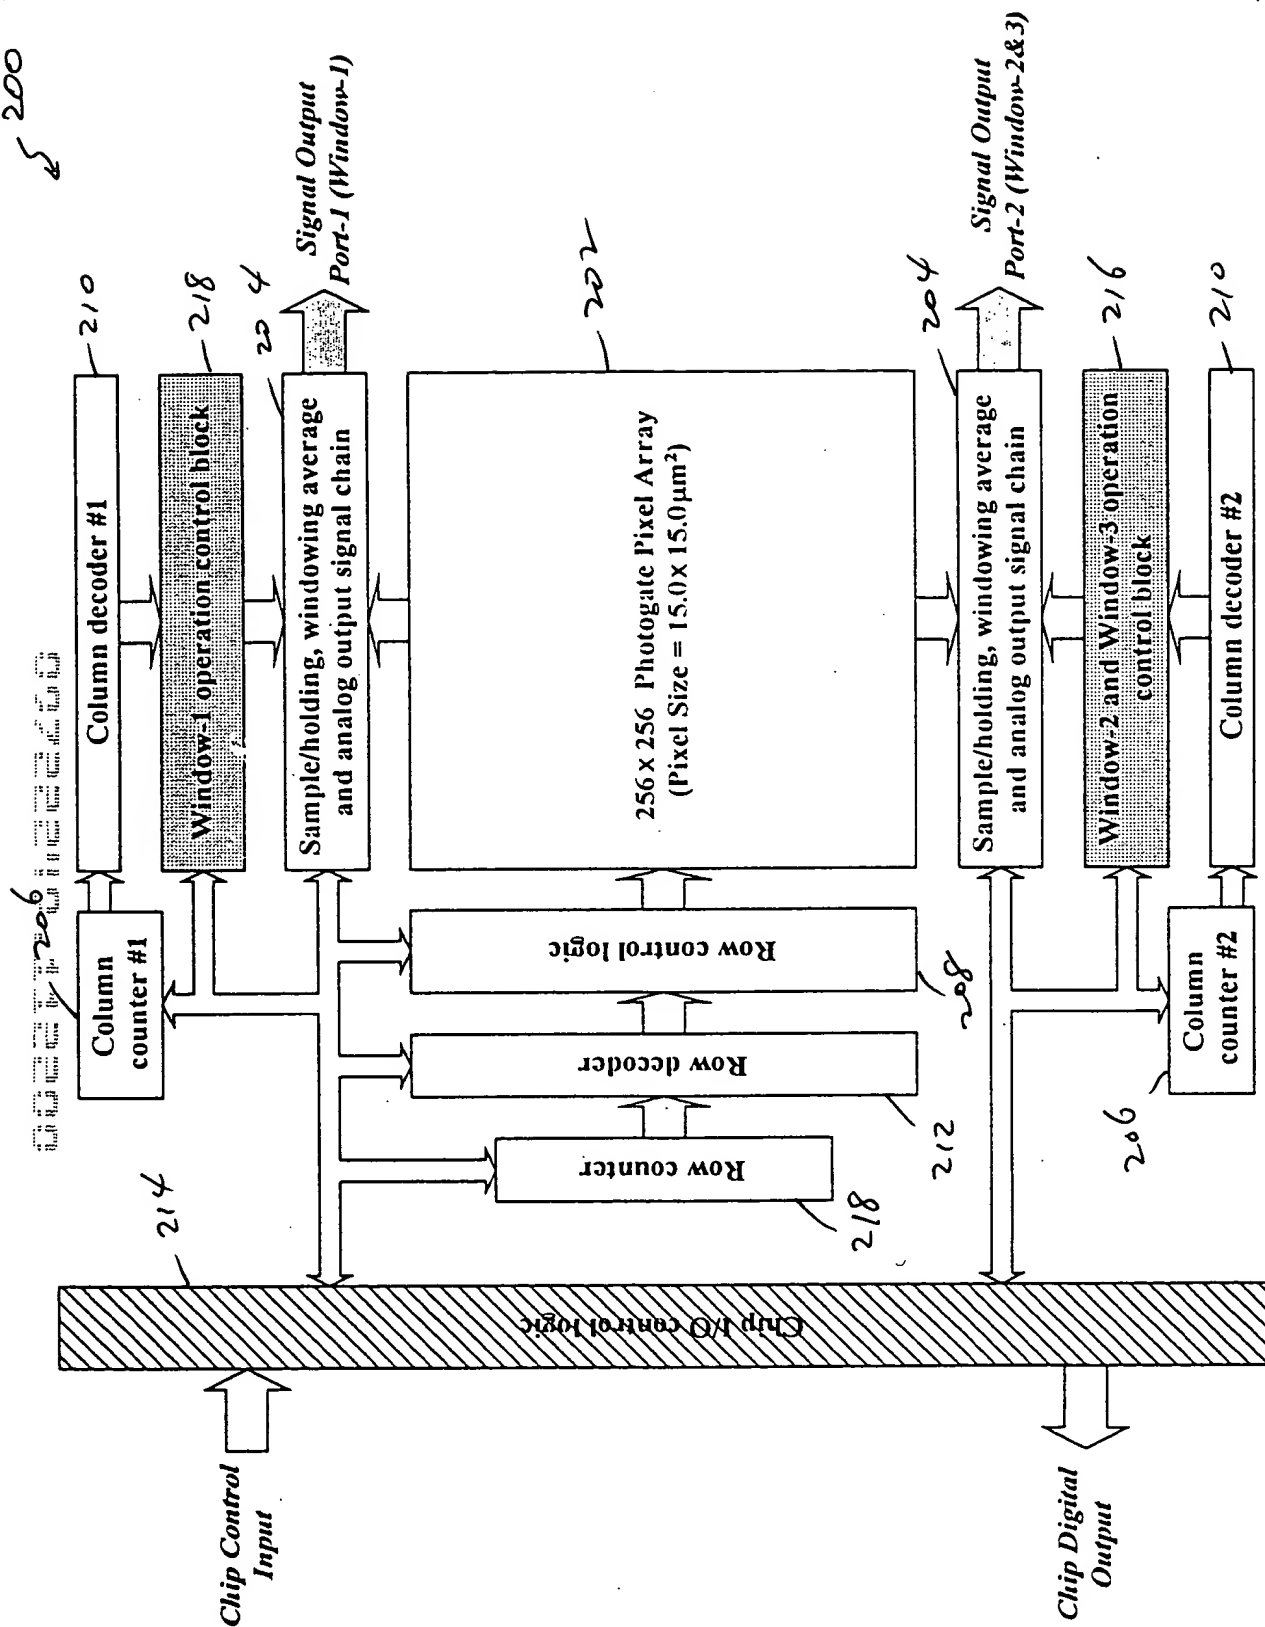 200
Column decoder #1
210
Column
counter #1
206
Window-1 operation control block
218
Sample/holding, windowing average
and analog output signal chain
204
Signal Output
Port-1 (Window-1)
256 x 256 Photogate Pixel Array
(Pixel Size = 15.0 x 15.0µm²)
202
Row control logic
208
Row decoder
212
Row counter
218
Chip I/O control logic
214
Chip Control
Input
Chip Digital
Output
Sample/holding, windowing average
and analog output signal chain
204
Signal Output
Port-2 (Window-2&3)
Window-2 and Window-3 operation
control block
216
Column
counter #2
206
Column decoder #2
210